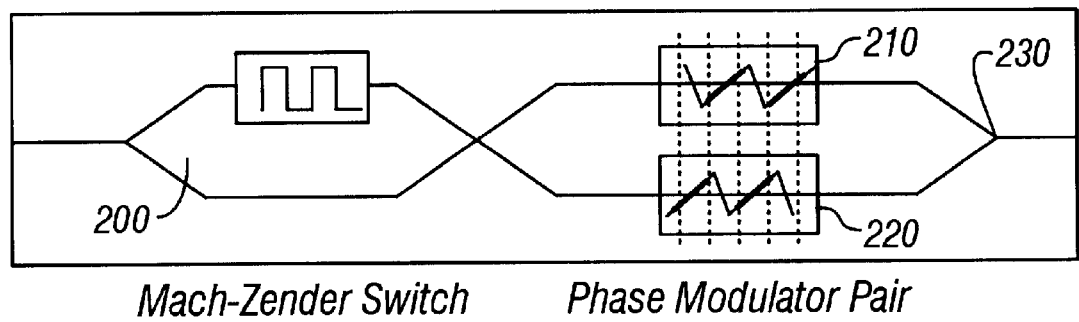 210
230
200
220
Mach-Zender Switch
Phase Modulator Pair